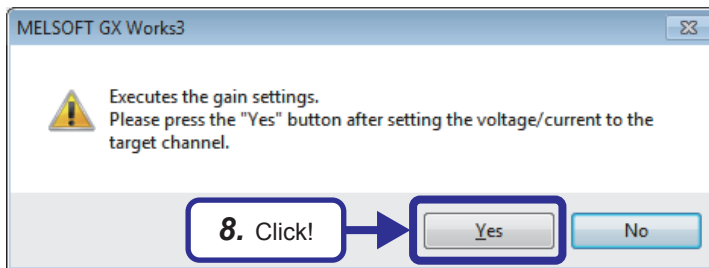 MELSOFT GX Works3
Executes the gain settings.
Please press the "Yes" button after setting the voltage/current to the
target channel.
8. Click!
Yes
No